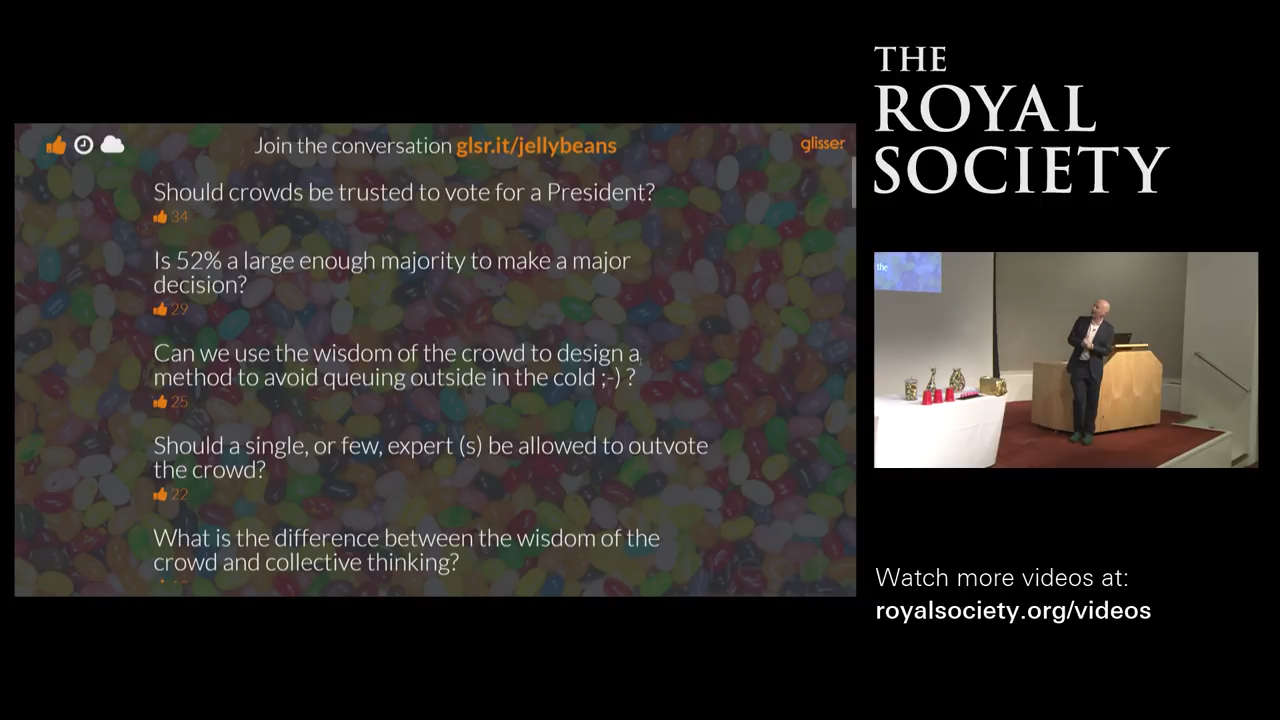 Join the conversation glsr.it/jellybeans
glisser
Should crowds be trusted to vote for a President?
34
Is 52% a large enough majority to make a major
decision?
29
Can we use the wisdom of the crowd to design a
method to avoid queuing outside in the cold ;-) ?
25
Should a single, or few, expert (s) be allowed to outvote
the crowd?
22
What is the difference between the wisdom of the
crowd and collective thinking?
THE
ROYAL
SOCIETY
the
Watch more videos at:
royalsociety.org/videos